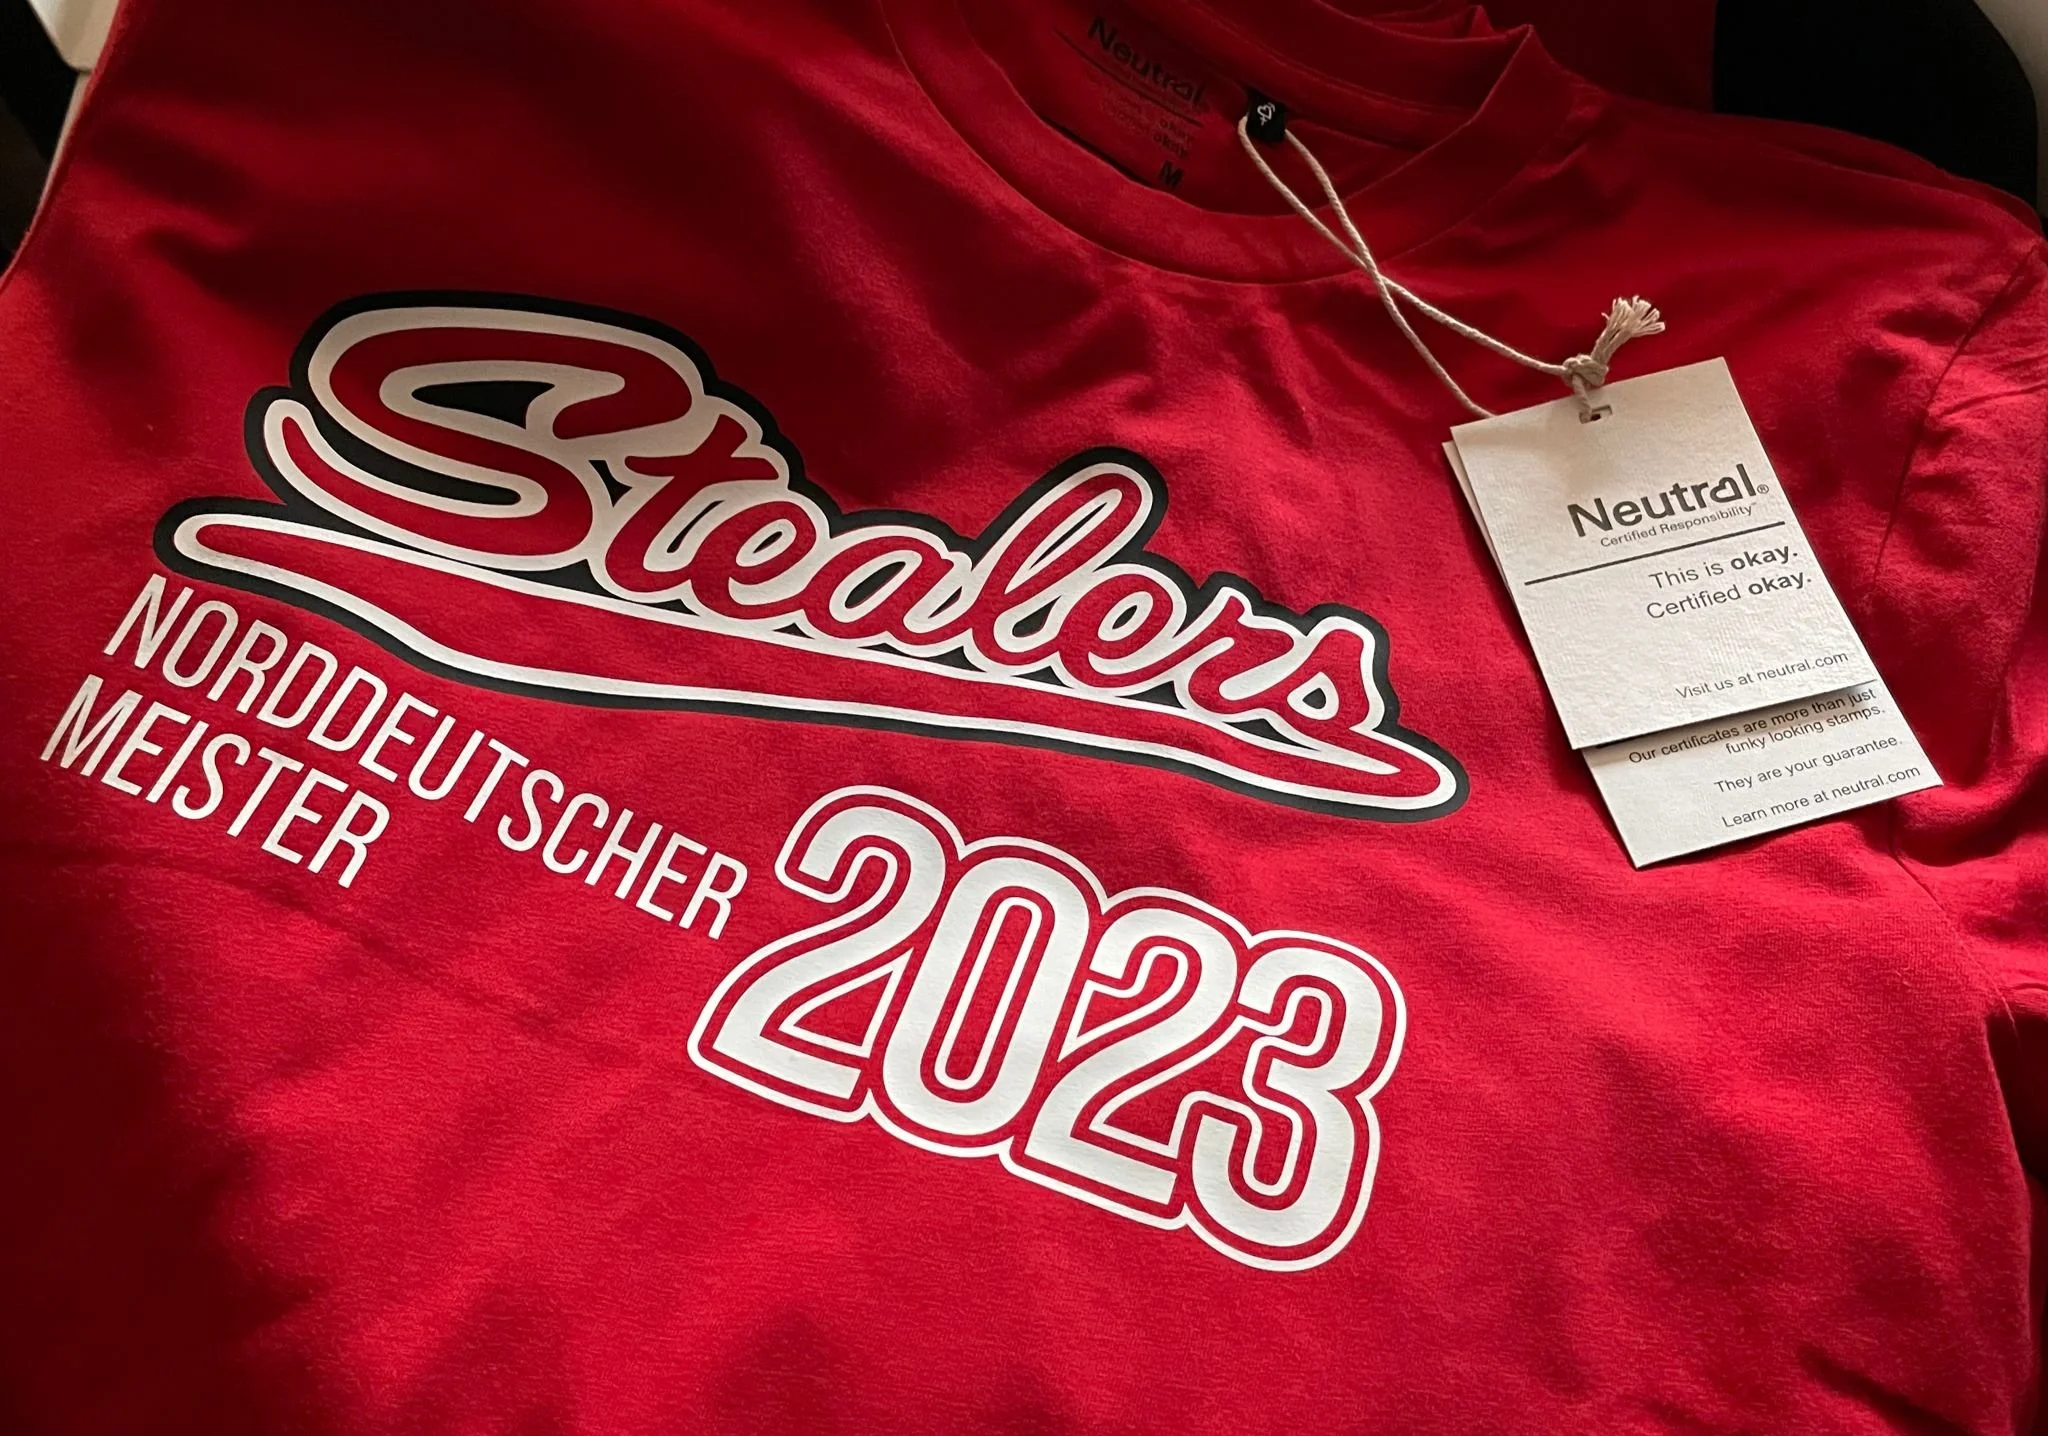 Neutral
M
Stealers
NORDDEUTSCHER
MEISTER
2023
Neutral®
Certified Responsibility™
This is okay.
Certified okay.
Visit us at neutral.com
Our certificates are more than just
funky looking stamps.
They are your guarantee.
Learn more at neutral.com